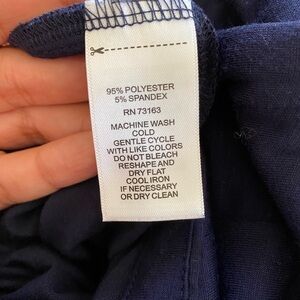 95% POLYESTER
5% SPANDEX
RN 73163
MACHINE WASH
COLD
GENTLE CYCLE
WITH LIKE COLORS
DO NOT BLEACH
RESHAPE AND
DRY FLAT
COOL IRON
IF NECESSARY
OR DRY CLEAN